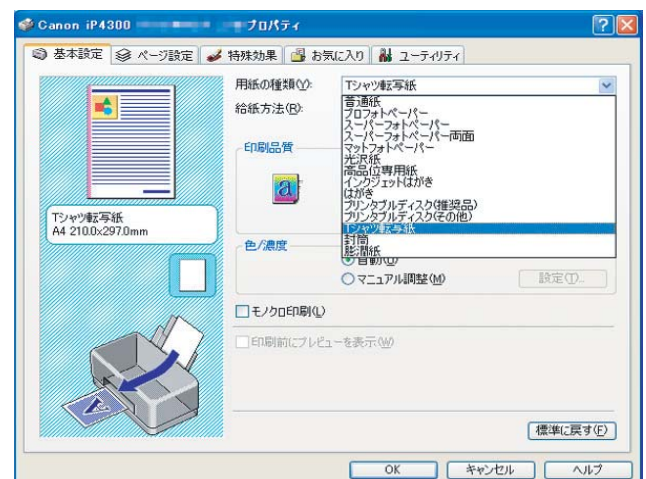 Canon iP4300 プロパティ
基本設定 ページ設定 特殊効果 お気に入り ユーティリティ
用紙の種類(Y): Tシャツ転写紙
給紙方法(R):
普通紙
プロフォトペーパー
スーパーフォトペーパー
スーパーフォトペーパー両面
マットフォトペーパー
光沢紙
高品位専用紙
インクジェットはがき
はがき
プリンタブルディスク(推奨品)
プリンタブルディスク(その他)
Tシャツ転写紙
封筒
印刷品質
a
Tシャツ転写紙
A4 210.0x297.0mm
色/濃度
自動(U)
マニュアル調整(M) 設定(T)...
モノクロ印刷(L)
印刷前にプレビューを表示(W)
A
標準に戻す(F)
OK キャンセル ヘルプ